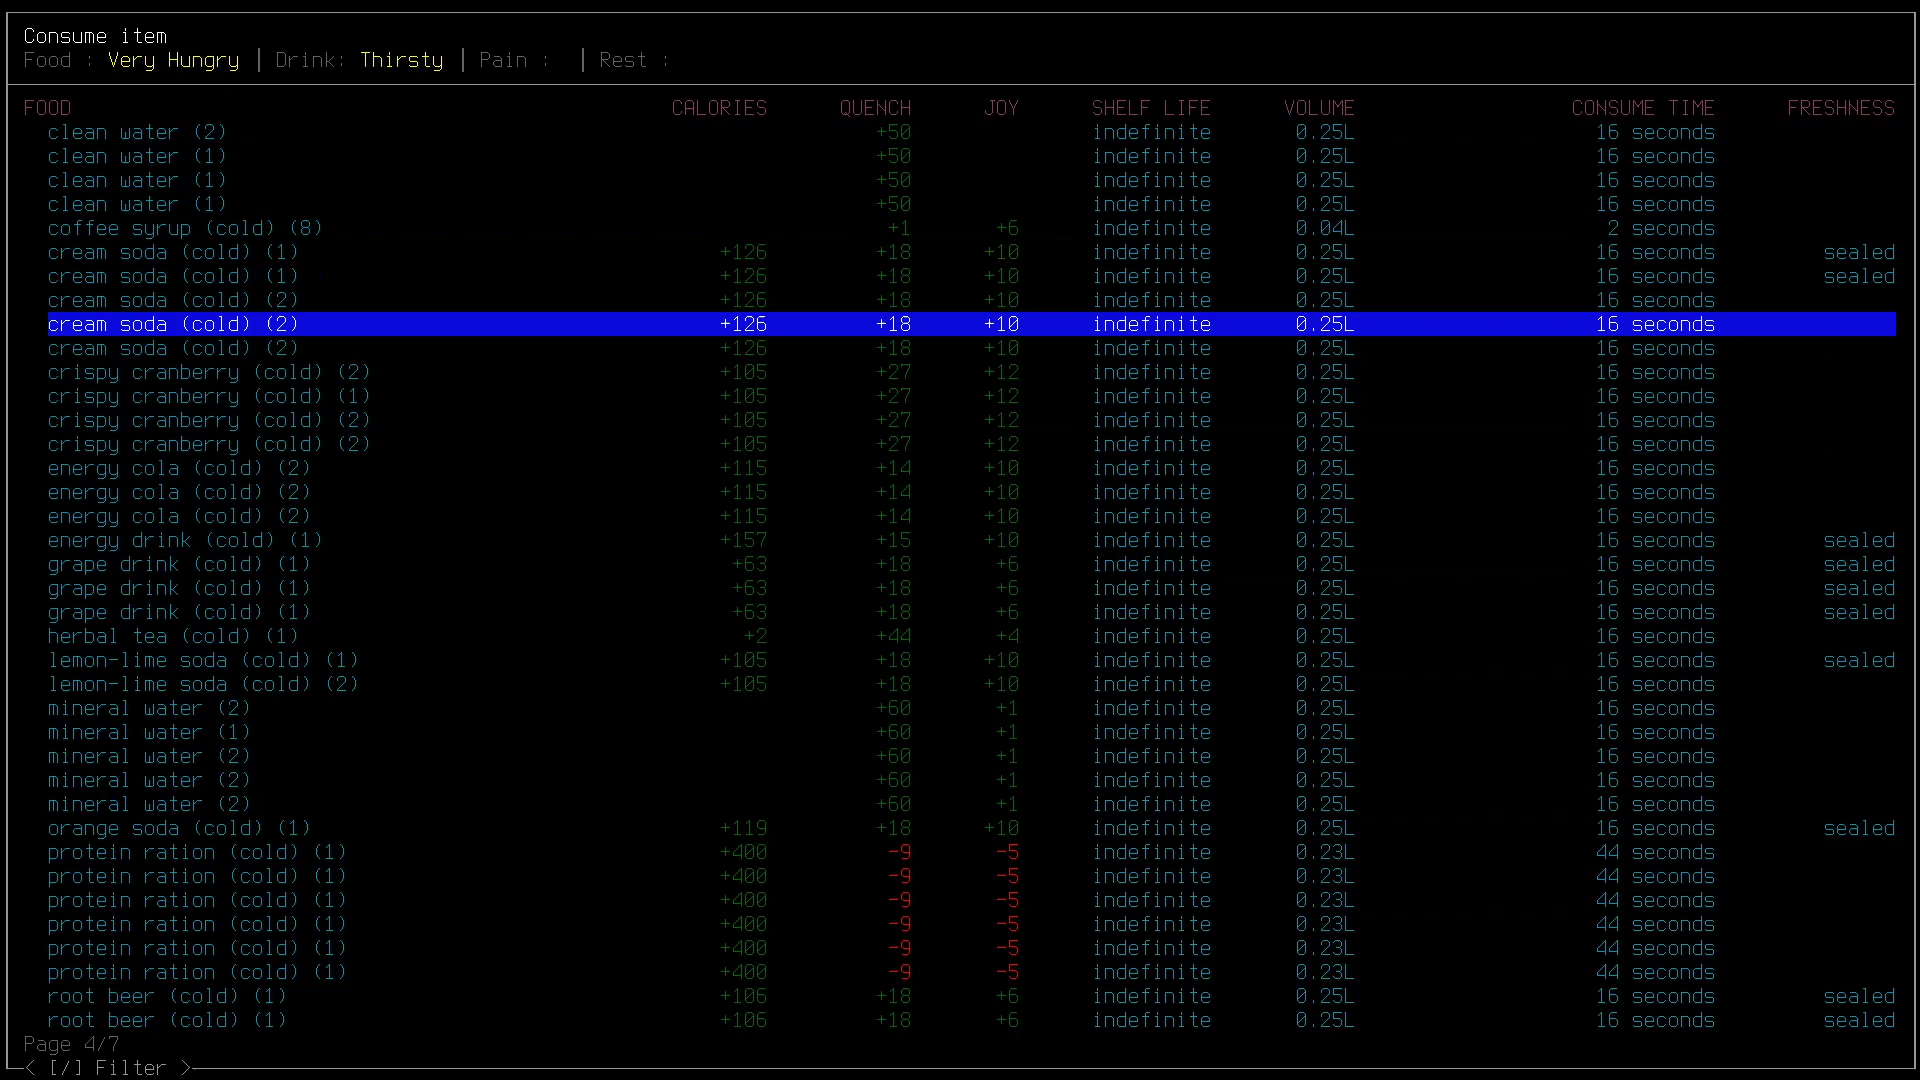 Consume item
Food : Very Hungry │ Drink: Thirsty │ Pain : │ Rest :
FOOD CALORIES QUENCH JOY SHELF LIFE VOLUME CONSUME TIME FRESHNESS
clean water (2) +50 indefinite 0.25L 16 seconds
clean water (1) +50 indefinite 0.25L 16 seconds
clean water (1) +50 indefinite 0.25L 16 seconds
clean water (1) +50 indefinite 0.25L 16 seconds
coffee syrup (cold) (8) +1 +6 indefinite 0.04L 2 seconds
cream soda (cold) (1) +126 +18 +10 indefinite 0.25L 16 seconds sealed
cream soda (cold) (1) +126 +18 +10 indefinite 0.25L 16 seconds sealed
cream soda (cold) (2) +126 +18 +10 indefinite 0.25L 16 seconds
cream soda (cold) (2) +126 +18 +10 indefinite 0.25L 16 seconds
cream soda (cold) (2) +126 +18 +10 indefinite 0.25L 16 seconds
crispy cranberry (cold) (2) +105 +27 +12 indefinite 0.25L 16 seconds
crispy cranberry (cold) (1) +105 +27 +12 indefinite 0.25L 16 seconds
crispy cranberry (cold) (2) +105 +27 +12 indefinite 0.25L 16 seconds
crispy cranberry (cold) (2) +105 +27 +12 indefinite 0.25L 16 seconds
energy cola (cold) (2) +115 +14 +10 indefinite 0.25L 16 seconds
energy cola (cold) (2) +115 +14 +10 indefinite 0.25L 16 seconds
energy cola (cold) (2) +115 +14 +10 indefinite 0.25L 16 seconds
energy drink (cold) (1) +157 +15 +10 indefinite 0.25L 16 seconds sealed
grape drink (cold) (1) +63 +18 +6 indefinite 0.25L 16 seconds sealed
grape drink (cold) (1) +63 +18 +6 indefinite 0.25L 16 seconds sealed
grape drink (cold) (1) +63 +18 +6 indefinite 0.25L 16 seconds sealed
herbal tea (cold) (1) +2 +44 +4 indefinite 0.25L 16 seconds
lemon-lime soda (cold) (1) +105 +18 +10 indefinite 0.25L 16 seconds sealed
lemon-lime soda (cold) (2) +105 +18 +10 indefinite 0.25L 16 seconds
mineral water (2) +60 +1 indefinite 0.25L 16 seconds
mineral water (1) +60 +1 indefinite 0.25L 16 seconds
mineral water (2) +60 +1 indefinite 0.25L 16 seconds
mineral water (2) +60 +1 indefinite 0.25L 16 seconds
mineral water (2) +60 +1 indefinite 0.25L 16 seconds
orange soda (cold) (1) +119 +18 +10 indefinite 0.25L 16 seconds sealed
protein ration (cold) (1) +400 -9 -5 indefinite 0.23L 44 seconds
protein ration (cold) (1) +400 -9 -5 indefinite 0.23L 44 seconds
protein ration (cold) (1) +400 -9 -5 indefinite 0.23L 44 seconds
protein ration (cold) (1) +400 -9 -5 indefinite 0.23L 44 seconds
protein ration (cold) (1) +400 -9 -5 indefinite 0.23L 44 seconds
protein ration (cold) (1) +400 -9 -5 indefinite 0.23L 44 seconds
root beer (cold) (1) +106 +18 +6 indefinite 0.25L 16 seconds sealed
root beer (cold) (1) +106 +18 +6 indefinite 0.25L 16 seconds sealed
Page 4/7
< [/] Filter >